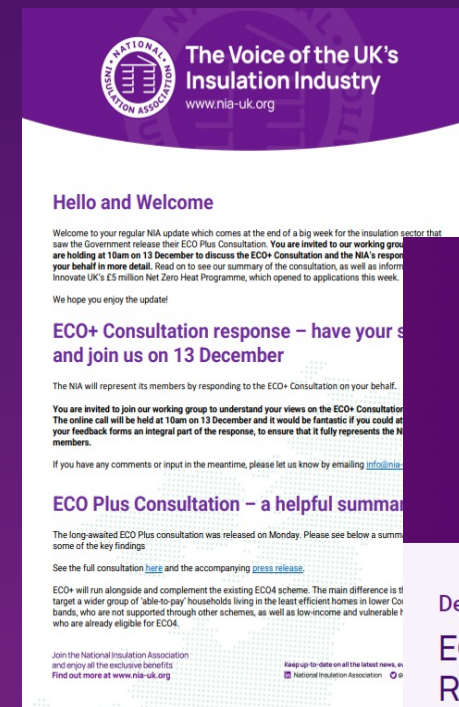 NATIONAL INSULATION ASSOCIATION
The Voice of the UK's
Insulation Industry
www.nia-uk.org
Hello and Welcome
Welcome to your regular NIA update which comes at the end of a big week for the insulation sector that
saw the Government release their ECO Plus Consultation. You are invited to our working
are holding at 10am on 13 December to discuss the ECO+ Consultation and the NIA's
your behalf in more detail. Read on to see our summary of the consultation, as well as
Innovate UK's £5 million Net Zero Heat Programme, which opened to applications this week.
We hope you enjoy the update!
ECO+ Consultation response – have your
and join us on 13 December
The NIA will represent its members by responding to the ECO+ Consultation on your behalf.
You are invited to join our working group to understand your views on the ECO+ Consultation
The online call will be held at 10am on 13 December and it would be fantastic if you could
your feedback forms an integral part of the response, to ensure that it fully represents the
members.
If you have any comments or input in the meantime, please let us know by emailing info@nia-
ECO Plus Consultation – a helpful
The long-awaited ECO Plus consultation was released on Monday. Please see below a
some of the key findings
See the full consultation here and the accompanying press release.
ECO+ will run alongside and complement the existing ECO4 scheme. The main difference is
target a wider group of 'able-to-pay' households living in the least efficient homes in lower
bands, who are not supported through other schemes, as well as low-income and vulnerable
who are already eligible for ECO4.
Join the National Insulation Association
and enjoy all the exclusive benefits
Find out more at www.nia-uk.org
Keep up-to-date on all the latest news,
National Insulation Association